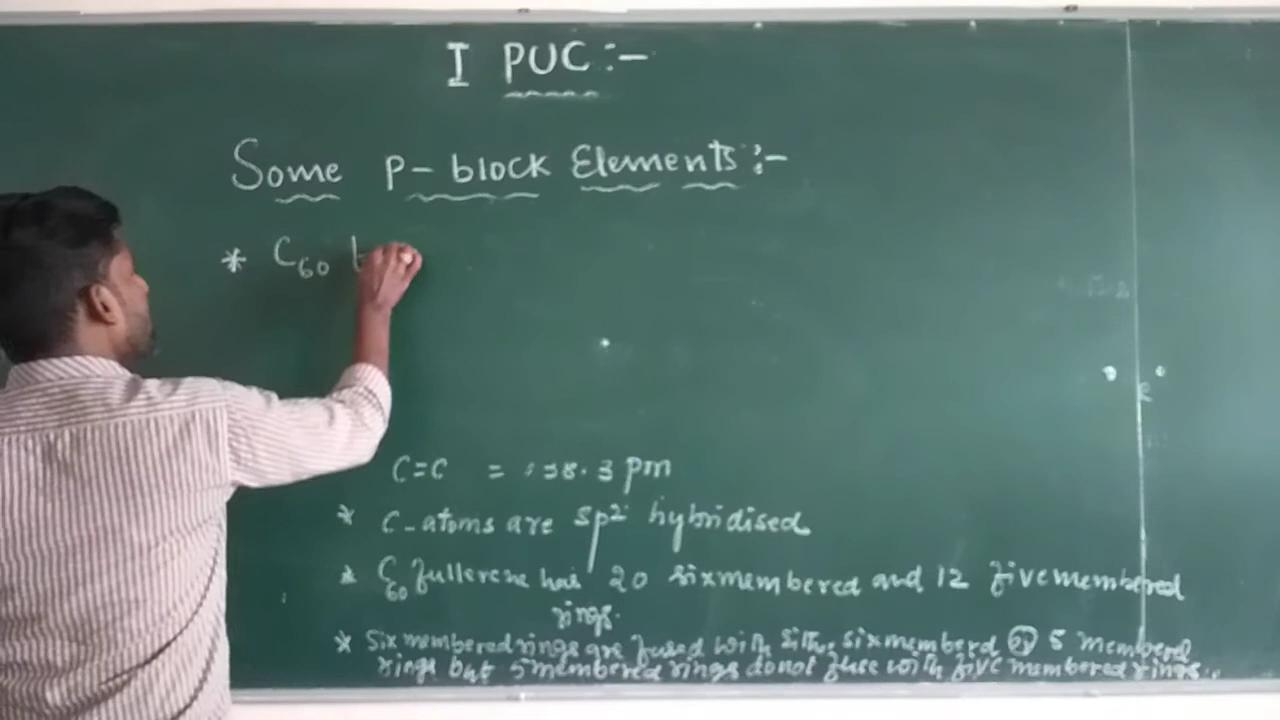 I PUC :-
Some P-block Elements :-
* C60
C=C = 138.3 pm
* C-atoms are sp2 hybridised
* C60 fullerene has 20 sixmembered and 12 fivemembered
rings.
* Six membered rings are fused with either sixmemberd or 5 membered
rings but 5 membered rings do not fuse with five membered rings.